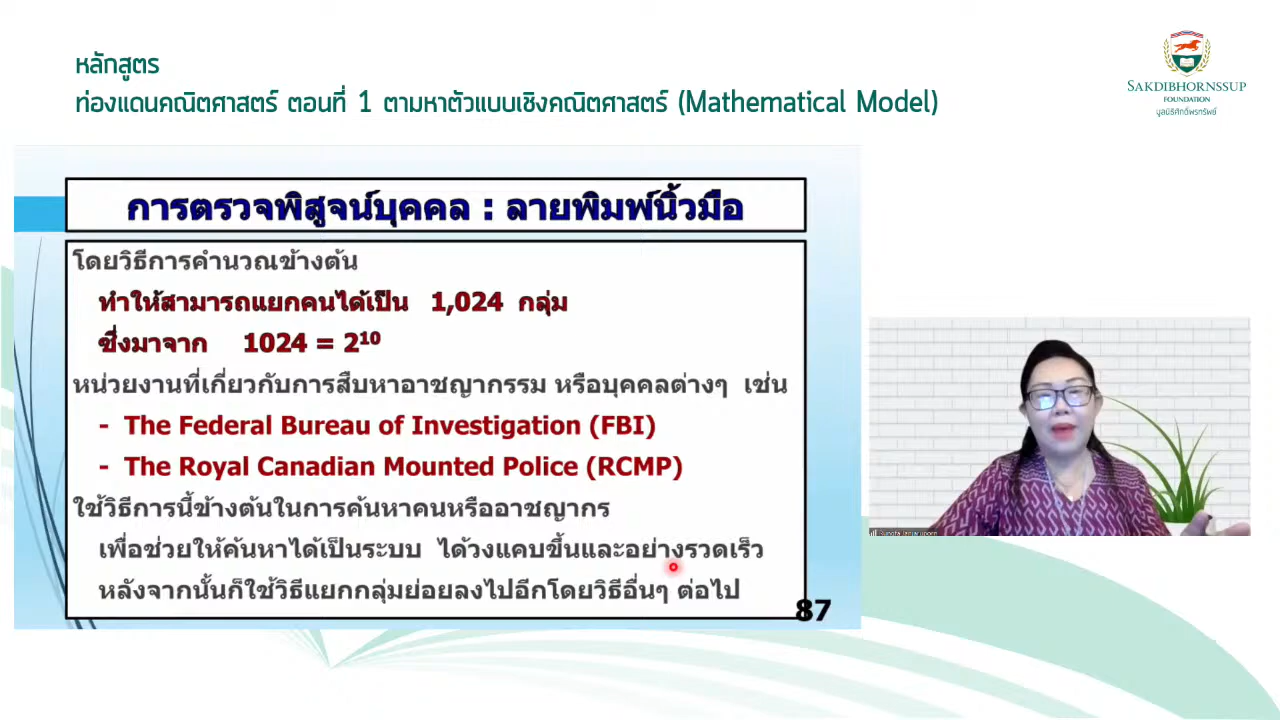 หลักสูตร
ท่องแดนคณิตศาสตร์ ตอนที่ 1 ตามหาตัวแบบเชิงคณิตศาสตร์ (Mathematical Model)
SAKDIBHORNSSUP
FOUNDATION
มูลนิธิศักดิ์พรทรัพย์
การตรวจพิสูจน์บุคคล : ลายพิมพ์นิ้วมือ
โดยวิธีการคำนวณข้างต้น
ทำให้สามารถแยกคนได้เป็น 1,024 กลุ่ม
ซึ่งมาจาก 1024 = 2¹⁰
หน่วยงานที่เกี่ยวกับการสืบหาอาชญากรรม หรือบุคคลต่างๆ เช่น
- The Federal Bureau of Investigation (FBI)
- The Royal Canadian Mounted Police (RCMP)
ใช้วิธีการนี้ข้างต้นในการค้นหาคนหรืออาชญากร
เพื่อช่วยให้ค้นหาได้เป็นระบบ ได้วงแคบขึ้นและอย่างรวดเร็ว
หลังจากนั้นก็ใช้วิธีแยกกลุ่มย่อยลงไปอีกโดยวิธีอื่นๆ ต่อไป
87